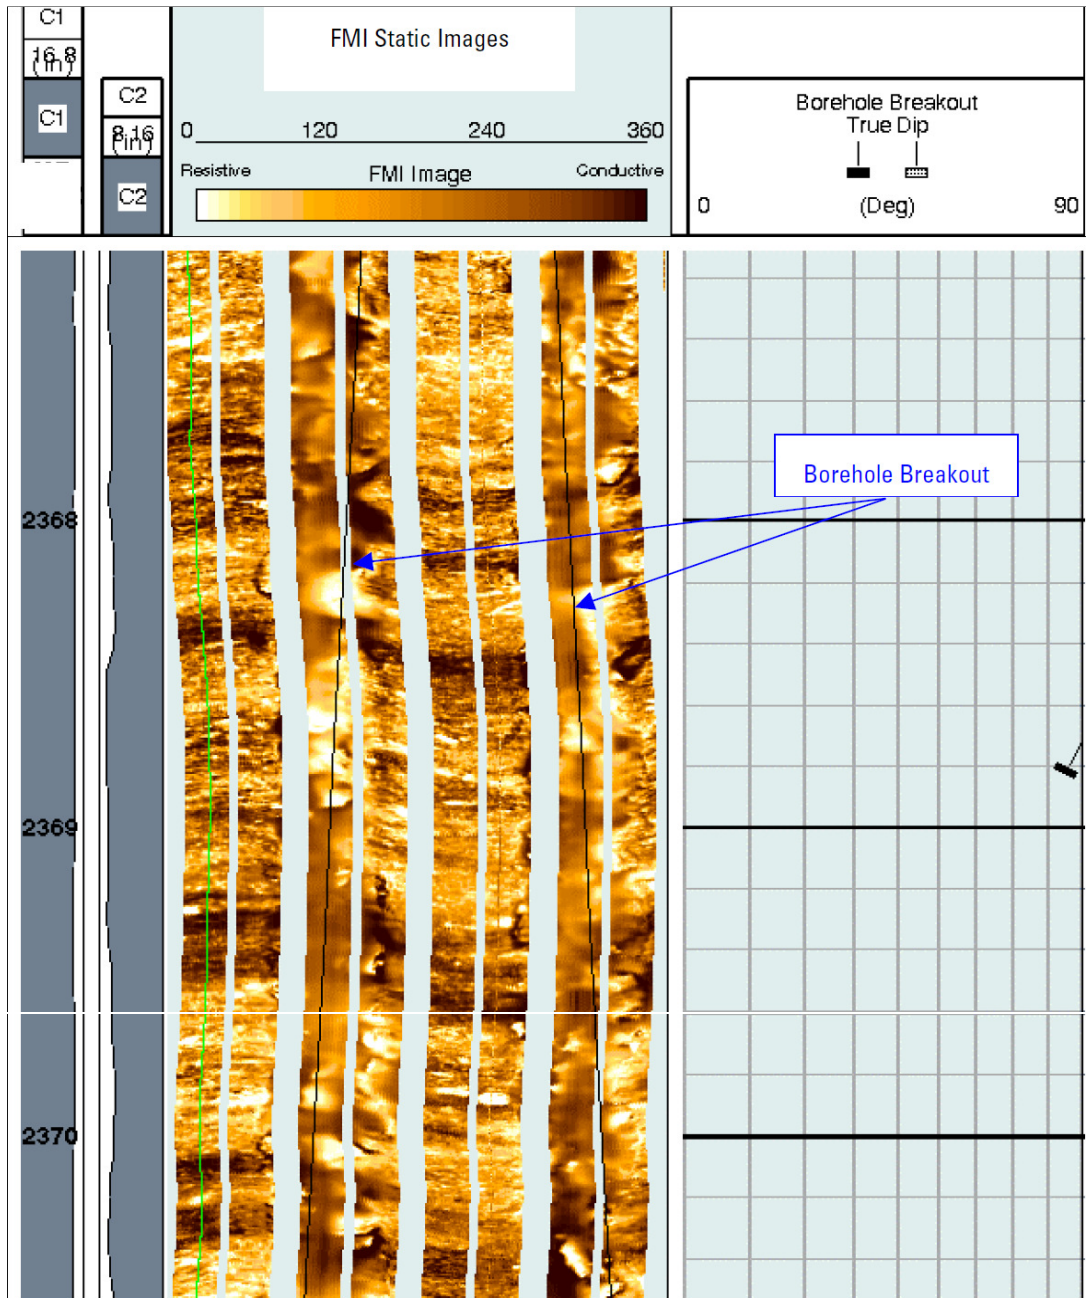 C1
16 8
(in)
C1
C2
8 16
(in)
C2
FMI Static Images
0 120 240 360
Resistive FMI Image Conductive
Borehole Breakout
True Dip
0 (Deg) 90
Borehole Breakout
2368
2369
2370